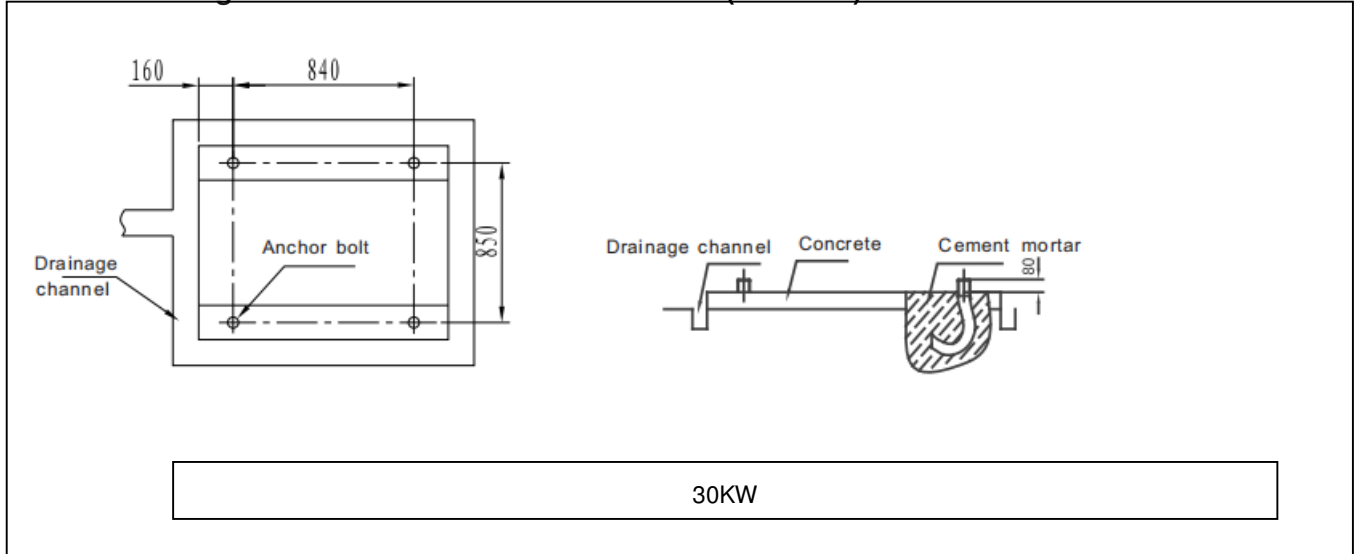 160
840
850
Anchor bolt
Drainage
channel
Drainage channel
Concrete
Cement mortar
80
30KW